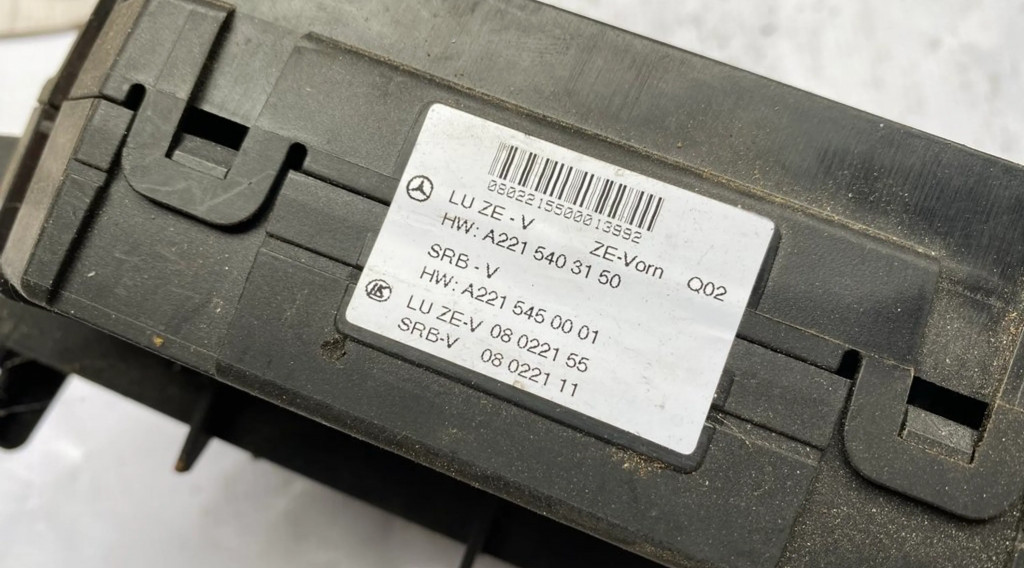 0802215500013992
LU ZE - V ZE-Vorn
HW: A221 540 31 50 Q02
SRB - V
HW: A221 545 00 01
LU ZE-V 08 0221 55
SRB-V 08 0221 11